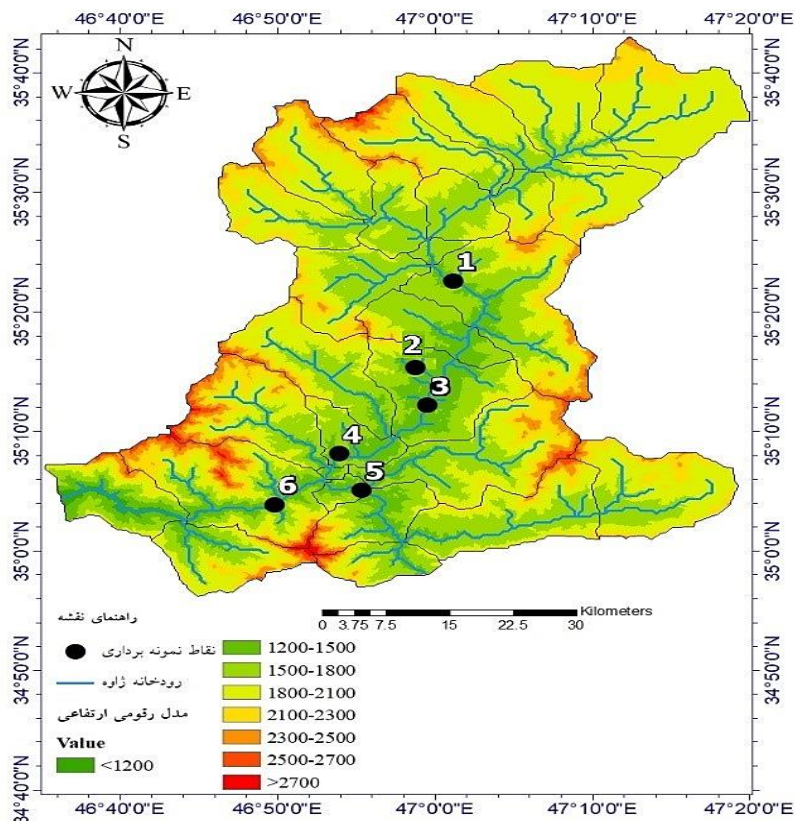 46°40'0"E 46°50'0"E 47°0'0"E 47°10'0"E 47°20'0"E
N
W E
S
35°40'0"N 35°40'0"N
35°30'0"N 35°30'0"N
35°20'0"N 35°20'0"N
35°10'0"N 35°10'0"N
35°0'0"N 35°0'0"N
34°50'0"N 34°50'0"N
34°40'0"N 34°40'0"N
1
2
3
4
5
6
Kilometers
0 3.75 7.5 15 22.5 30
راهنمای نقشه
نقاط نمونه برداری
رودخانه ژاوه
مدل رقومی ارتفاعی
Value
<1200
1200-1500
1500-1800
1800-2100
2100-2300
2300-2500
2500-2700
>2700
46°40'0"E 46°50'0"E 47°0'0"E 47°10'0"E 47°20'0"E